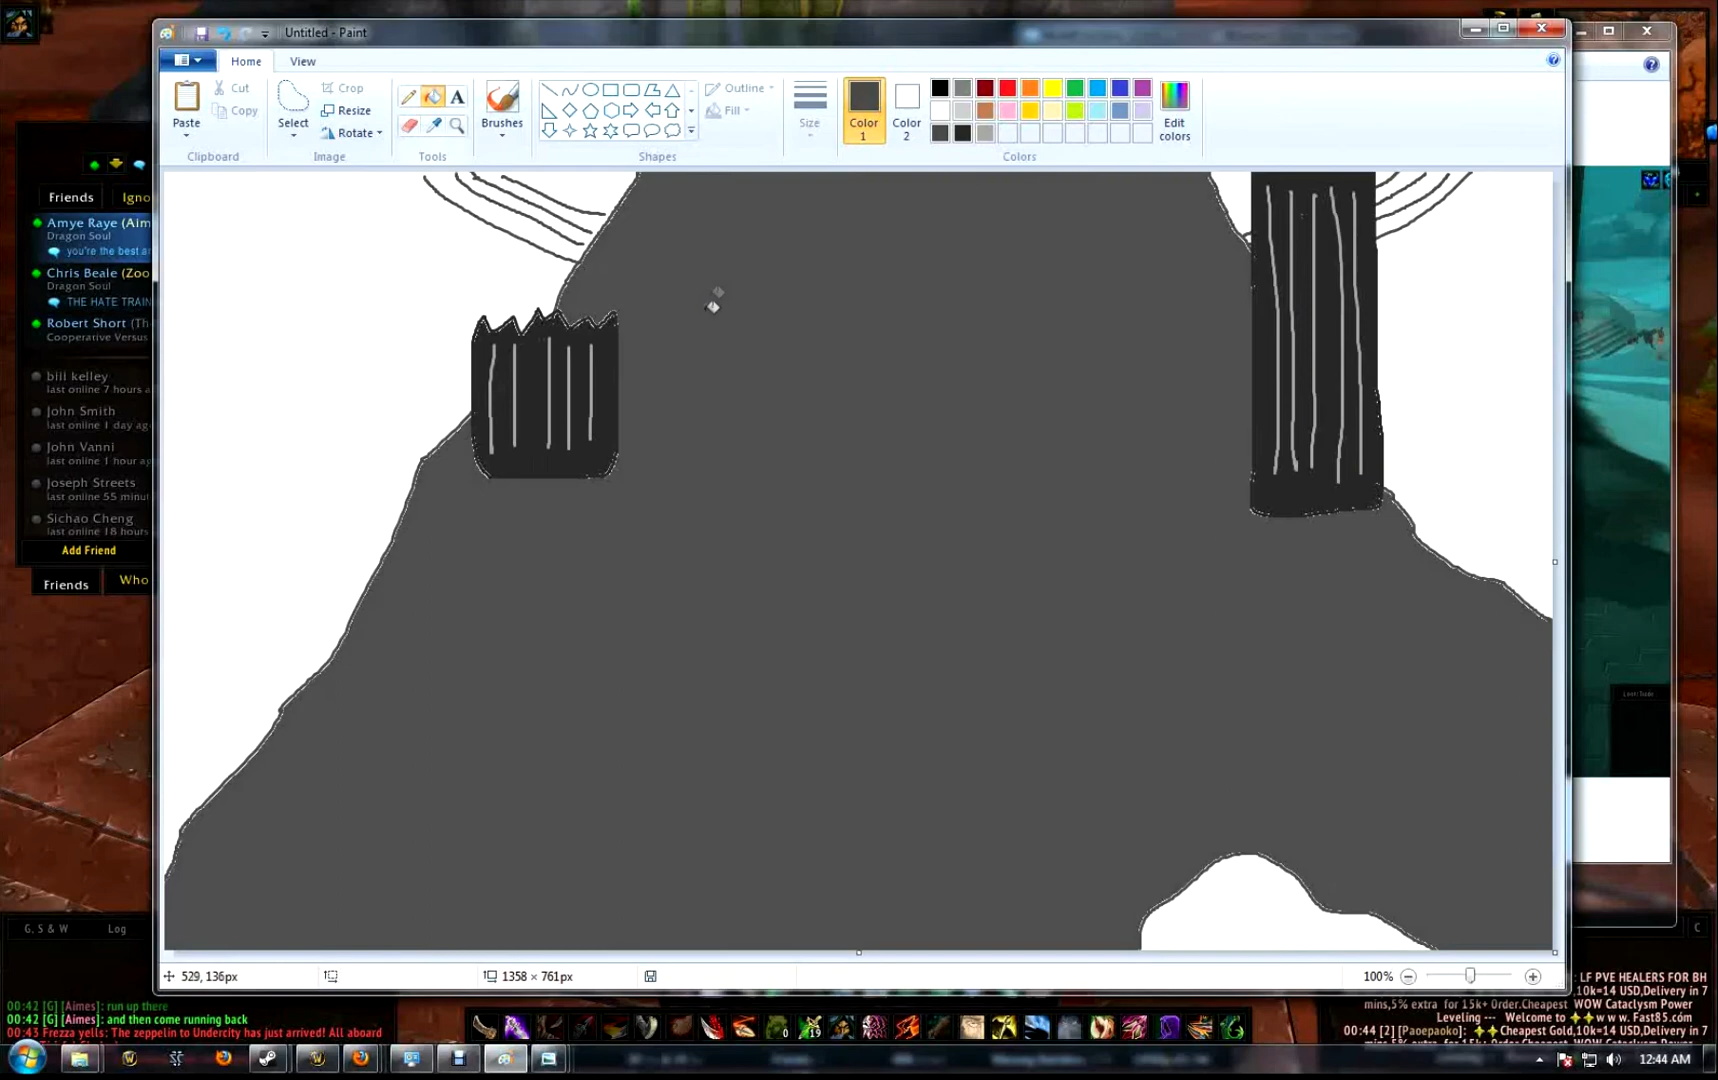 Untitled - Paint
Home
View
Paste
Cut
Copy
Clipboard
Select
Crop
Resize
Rotate
Image
Tools
Brushes
Shapes
Outline
Fill
Size
Color
1
Color
2
Colors
Edit
colors
Friends
Igno
Amye Raye (Aim
Dragon Soul
you're the best a
Chris Beale (Zoo
Dragon Soul
THE HATE TRAIN
Robert Short (Th
Cooperative Versus
bill kelley
last online 7 hours a
John Smith
last online 1 day ag
John Vanni
last online 1 hour a
Joseph Streets
last online 55 minut
Sichao Cheng
last online 18 hours
Add Friend
Friends
Who
G, S & W
Log
C
529, 136px
1358 × 761px
100%
00:42 [G] [Aimes]: run up there
00:42 [G] [Aimes]: and then come running back
00:43 Frezza yells: The zeppelin to Undercity has just arrived! All aboard
: LF PVE HEALERS FOR BH
,10k=14 USD,Delivery in 7
mins,5% extra for 15k+ Order.Cheapest WOW Cataclysm Power
Leveling --- Welcome to w w w. Fast85.com
00:44 [2] [Paopaoko]: Cheapest Gold,10k=14 USD,Delivery in 7
0
19
12:44 AM